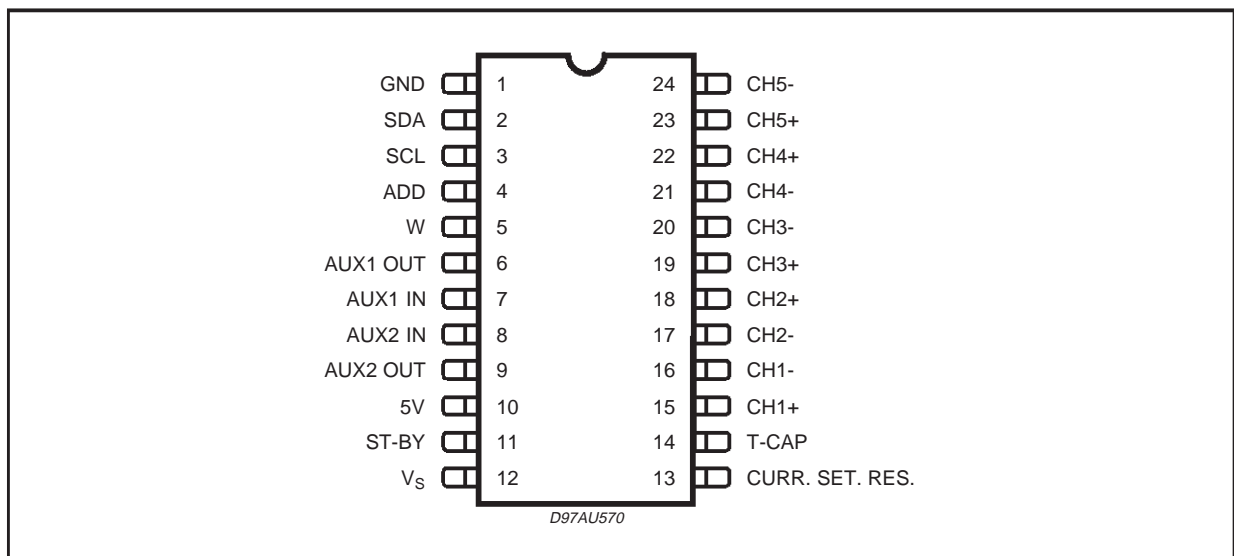 GND 1 24 CH5-
SDA 2 23 CH5+
SCL 3 22 CH4+
ADD 4 21 CH4-
W 5 20 CH3-
AUX1 OUT 6 19 CH3+
AUX1 IN 7 18 CH2+
AUX2 IN 8 17 CH2-
AUX2 OUT 9 16 CH1-
5V 10 15 CH1+
ST-BY 11 14 T-CAP
VS 12 13 CURR. SET. RES.
D97AU570